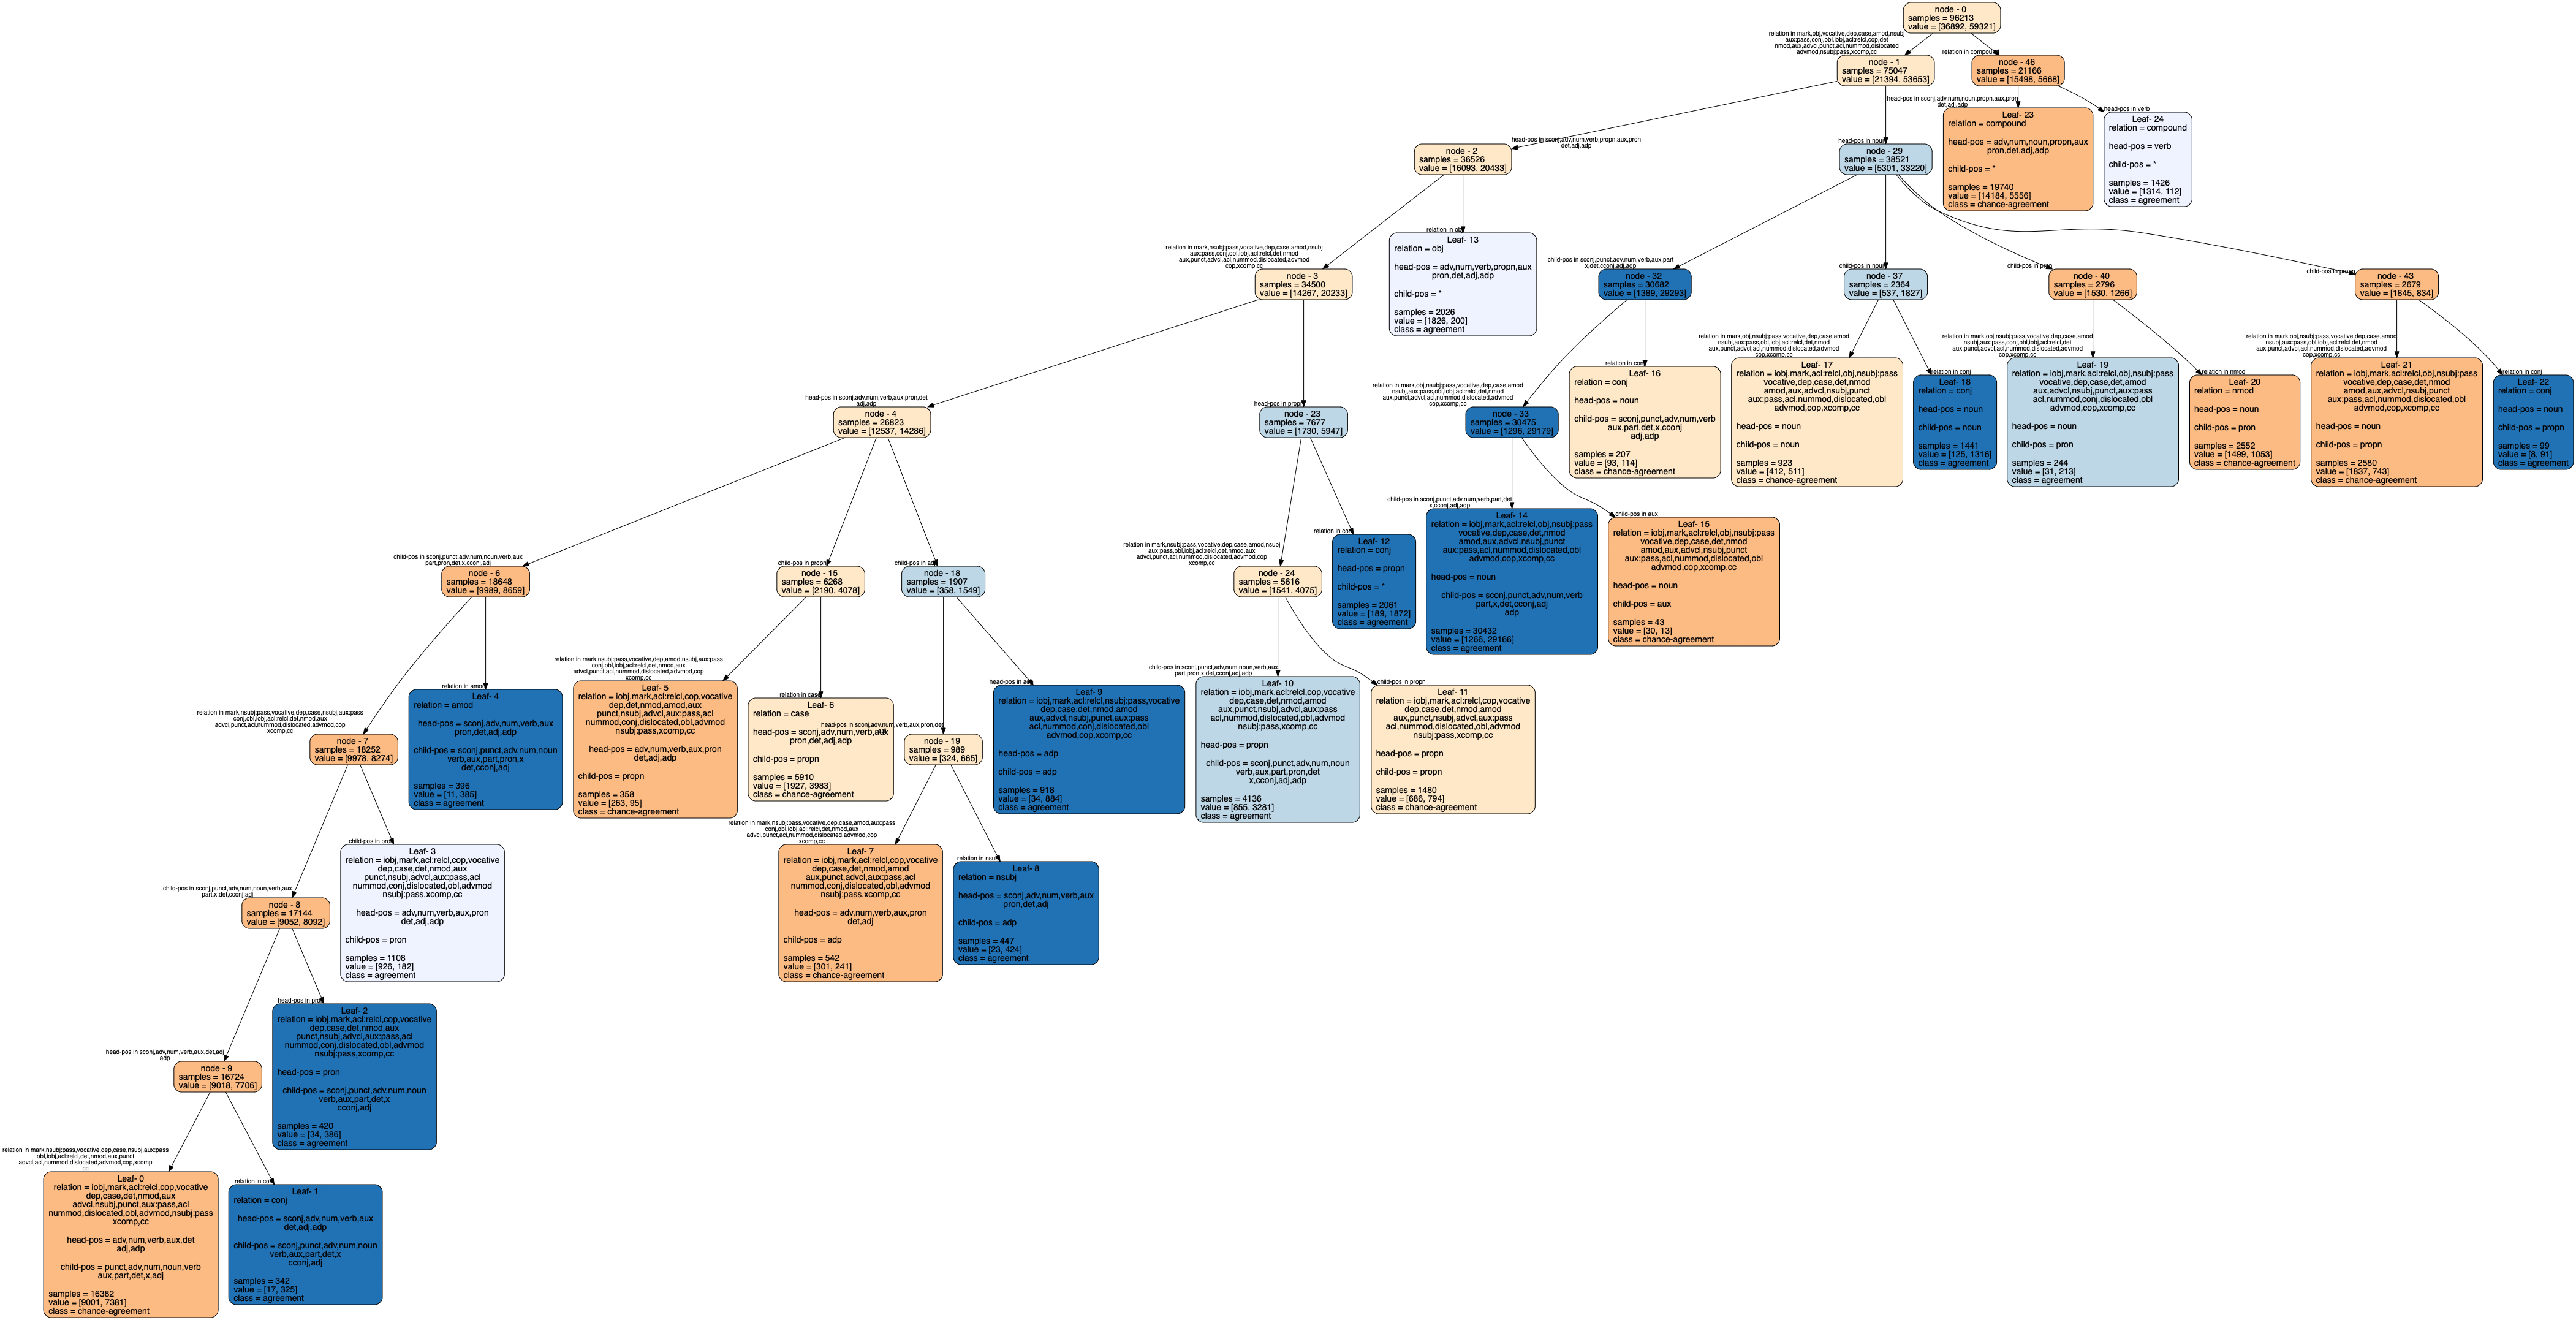 node - 0
samples = 96213
value = [36892, 59321]
relation in mark,obj,vocative,dep,case,amod,nsubj
aux:pass,conj,obl,iobj,acl:relcl,cop,det
nmod,aux,advcl,punct,acl,nummod,dislocated
advmod,nsubj:pass,xcomp,cc
node - 1
samples = 75047
value = [21394, 53653]
relation in compound
node - 46
samples = 21166
value = [15498, 5668]
head-pos in sconj,adv,num,noun,propn,aux,pron
det,adj,adp
Leaf- 23
relation = compound
head-pos = adv,num,noun,propn,aux
pron,det,adj,adp
child-pos = *
samples = 19740
value = [14184, 5556]
class = chance-agreement
head-pos in verb
Leaf- 24
relation = compound
head-pos = verb
child-pos = *
samples = 1426
value = [1314, 112]
class = agreement
head-pos in sconj,adv,num,verb,propn,aux,pron
det,adj,adp
node - 2
samples = 36526
value = [16093, 20433]
head-pos in noun
node - 29
samples = 38521
value = [5301, 33220]
relation in mark,nsubj:pass,vocative,dep,case,amod,nsubj
aux:pass,conj,obl,iobj,acl:relcl,det,nmod
aux,punct,advcl,acl,nummod,dislocated,advmod
cop,xcomp,cc
node - 3
samples = 34500
value = [14267, 20233]
relation in obj
Leaf- 13
relation = obj
head-pos = adv,num,verb,propn,aux
pron,det,adj,adp
child-pos = *
samples = 2026
value = [1826, 200]
class = agreement
child-pos in sconj,punct,adv,num,verb,aux,part
x,det,cconj,adj,adp
node - 32
samples = 30682
value = [1389, 29293]
child-pos in noun
node - 37
samples = 2364
value = [537, 1827]
child-pos in pron
node - 40
samples = 2796
value = [1530, 1266]
child-pos in propn
node - 43
samples = 2679
value = [1845, 834]
head-pos in sconj,adv,num,verb,aux,pron,det
adj,adp
node - 4
samples = 26823
value = [12537, 14286]
head-pos in propn
node - 23
samples = 7677
value = [1730, 5947]
relation in mark,obj,nsubj:pass,vocative,dep,case,amod
nsubj,aux:pass,obl,iobj,acl:relcl,det,nmod
aux,punct,advcl,acl,nummod,dislocated,advmod
cop,xcomp,cc
node - 33
samples = 30475
value = [1296, 29179]
relation in conj
Leaf- 16
relation = conj
head-pos = noun
child-pos = sconj,punct,adv,num,verb
aux,part,det,x,cconj
adj,adp
samples = 207
value = [93, 114]
class = chance-agreement
relation in mark,obj,nsubj:pass,vocative,dep,case,amod
nsubj,aux:pass,obl,iobj,acl:relcl,det,nmod
aux,punct,advcl,acl,nummod,dislocated,advmod
cop,xcomp,cc
Leaf- 17
relation = iobj,mark,acl:relcl,obj,nsubj:pass
vocative,dep,case,det,nmod
amod,aux,advcl,nsubj,punct
aux:pass,acl,nummod,dislocated,obl
advmod,cop,xcomp,cc
head-pos = noun
child-pos = noun
samples = 923
value = [412, 511]
class = chance-agreement
relation in conj
Leaf- 18
relation = conj
head-pos = noun
child-pos = noun
samples = 1441
value = [125, 1316]
class = agreement
relation in mark,obj,nsubj:pass,vocative,dep,case,amod
nsubj,aux:pass,conj,obl,iobj,acl:relcl,det
aux,punct,advcl,acl,nummod,dislocated,advmod
cop,xcomp,cc
Leaf- 19
relation = iobj,mark,acl:relcl,obj,nsubj:pass
vocative,dep,case,det,amod
aux,advcl,nsubj,punct,aux:pass
acl,nummod,conj,dislocated,obl
advmod,cop,xcomp,cc
head-pos = noun
child-pos = pron
samples = 244
value = [31, 213]
class = agreement
relation in nmod
Leaf- 20
relation = nmod
head-pos = noun
child-pos = pron
samples = 2552
value = [1499, 1053]
class = chance-agreement
relation in mark,obj,nsubj:pass,vocative,dep,case,amod
nsubj,aux:pass,obl,iobj,acl:relcl,det,nmod
aux,punct,advcl,acl,nummod,dislocated,advmod
cop,xcomp,cc
Leaf- 21
relation = iobj,mark,acl:relcl,obj,nsubj:pass
vocative,dep,case,det,nmod
amod,aux,advcl,nsubj,punct
aux:pass,acl,nummod,dislocated,obl
advmod,cop,xcomp,cc
head-pos = noun
child-pos = propn
samples = 2580
value = [1837, 743]
class = chance-agreement
relation in conj
Leaf- 22
relation = conj
head-pos = noun
child-pos = propn
samples = 99
value = [8, 91]
class = agreement
child-pos in sconj,punct,adv,num,noun,verb,aux
part,pron,det,x,cconj,adj
node - 6
samples = 18648
value = [9989, 8659]
child-pos in propn
node - 15
samples = 6268
value = [2190, 4078]
child-pos in adp
node - 18
samples = 1907
value = [358, 1549]
relation in mark,nsubj:pass,vocative,dep,case,amod,nsubj
aux:pass,obl,iobj,acl:relcl,det,nmod,aux
advcl,punct,acl,nummod,dislocated,advmod,cop
xcomp,cc
node - 24
samples = 5616
value = [1541, 4075]
relation in conj
Leaf- 12
relation = conj
head-pos = propn
child-pos = *
samples = 2061
value = [189, 1872]
class = agreement
child-pos in sconj,punct,adv,num,verb,part,det
x,cconj,adj,adp
Leaf- 14
relation = iobj,mark,acl:relcl,obj,nsubj:pass
vocative,dep,case,det,nmod
amod,aux,advcl,nsubj,punct
aux:pass,acl,nummod,dislocated,obl
advmod,cop,xcomp,cc
head-pos = noun
child-pos = sconj,punct,adv,num,verb
part,x,det,cconj,adj
adp
samples = 30432
value = [1266, 29166]
class = agreement
child-pos in aux
Leaf- 15
relation = iobj,mark,acl:relcl,obj,nsubj:pass
vocative,dep,case,det,nmod
amod,aux,advcl,nsubj,punct
aux:pass,acl,nummod,dislocated,obl
advmod,cop,xcomp,cc
head-pos = noun
child-pos = aux
samples = 43
value = [30, 13]
class = chance-agreement
relation in mark,nsubj:pass,vocative,dep,case,nsubj,aux:pass
conj,obl,iobj,acl:relcl,det,nmod,aux
advcl,punct,acl,nummod,dislocated,advmod,cop
xcomp,cc
node - 7
samples = 18252
value = [9978, 8274]
relation in amod
Leaf- 4
relation = amod
head-pos = sconj,adv,num,verb,aux
pron,det,adj,adp
child-pos = sconj,punct,adv,num,noun
verb,aux,part,pron,x
det,cconj,adj
samples = 396
value = [11, 385]
class = agreement
relation in mark,nsubj:pass,vocative,dep,amod,nsubj,aux:pass
conj,obl,iobj,acl:relcl,det,nmod,aux
advcl,punct,acl,nummod,dislocated,advmod,cop
xcomp,cc
Leaf- 5
relation = iobj,mark,acl:relcl,cop,vocative
dep,det,nmod,amod,aux
punct,nsubj,advcl,aux:pass,acl
nummod,conj,dislocated,obl,advmod
nsubj:pass,xcomp,cc
head-pos = adv,num,verb,aux,pron
det,adj,adp
child-pos = propn
samples = 358
value = [263, 95]
class = chance-agreement
relation in case
Leaf- 6
relation = case
head-pos = sconj,adv,num,verb,aux
pron,det,adj,adp
child-pos = propn
samples = 5910
value = [1927, 3983]
class = chance-agreement
head-pos in sconj,adv,num,verb,aux,pron,det
adj
node - 19
samples = 989
value = [324, 665]
head-pos in adp
Leaf- 9
relation = iobj,mark,acl:relcl,nsubj:pass,vocative
dep,case,det,nmod,amod
aux,advcl,nsubj,punct,aux:pass
acl,nummod,conj,dislocated,obl
advmod,cop,xcomp,cc
head-pos = adp
child-pos = adp
samples = 918
value = [34, 884]
class = agreement
child-pos in sconj,punct,adv,num,noun,verb,aux
part,pron,x,det,cconj,adj,adp
Leaf- 10
relation = iobj,mark,acl:relcl,cop,vocative
dep,case,det,nmod,amod
aux,punct,nsubj,advcl,aux:pass
acl,nummod,dislocated,obl,advmod
nsubj:pass,xcomp,cc
head-pos = propn
child-pos = sconj,punct,adv,num,noun
verb,aux,part,pron,det
x,cconj,adj,adp
samples = 4136
value = [855, 3281]
class = agreement
child-pos in propn
Leaf- 11
relation = iobj,mark,acl:relcl,cop,vocative
dep,case,det,nmod,amod
aux,punct,nsubj,advcl,aux:pass
acl,nummod,dislocated,obl,advmod
nsubj:pass,xcomp,cc
head-pos = propn
child-pos = propn
samples = 1480
value = [686, 794]
class = chance-agreement
child-pos in sconj,punct,adv,num,noun,verb,aux
part,x,det,cconj,adj
node - 8
samples = 17144
value = [9052, 8092]
child-pos in pron
Leaf- 3
relation = iobj,mark,acl:relcl,cop,vocative
dep,case,det,nmod,aux
punct,nsubj,advcl,aux:pass,acl
nummod,conj,dislocated,obl,advmod
nsubj:pass,xcomp,cc
head-pos = adv,num,verb,aux,pron
det,adj,adp
child-pos = pron
samples = 1108
value = [926, 182]
class = agreement
relation in mark,nsubj:pass,vocative,dep,case,amod,aux:pass
conj,obl,iobj,acl:relcl,det,nmod,aux
advcl,punct,acl,nummod,dislocated,advmod,cop
xcomp,cc
Leaf- 7
relation = iobj,mark,acl:relcl,cop,vocative
dep,case,det,nmod,amod
aux,punct,advcl,aux:pass,acl
nummod,conj,dislocated,obl,advmod
nsubj:pass,xcomp,cc
head-pos = adv,num,verb,aux,pron
det,adj
child-pos = adp
samples = 542
value = [301, 241]
class = chance-agreement
relation in nsubj
Leaf- 8
relation = nsubj
head-pos = sconj,adv,num,verb,aux
pron,det,adj
child-pos = adp
samples = 447
value = [23, 424]
class = agreement
head-pos in sconj,adv,num,verb,aux,det,adj
adp
node - 9
samples = 16724
value = [9018, 7706]
head-pos in pron
Leaf- 2
relation = iobj,mark,acl:relcl,cop,vocative
dep,case,det,nmod,aux
punct,nsubj,advcl,aux:pass,acl
nummod,conj,dislocated,obl,advmod
nsubj:pass,xcomp,cc
head-pos = pron
child-pos = sconj,punct,adv,num,noun
verb,aux,part,det,x
cconj,adj
samples = 420
value = [34, 386]
class = agreement
relation in mark,nsubj:pass,vocative,dep,case,nsubj,aux:pass
obl,iobj,acl:relcl,det,nmod,aux,punct
advcl,acl,nummod,dislocated,advmod,cop,xcomp
cc
Leaf- 0
relation = iobj,mark,acl:relcl,cop,vocative
dep,case,det,nmod,aux
advcl,nsubj,punct,aux:pass,acl
nummod,dislocated,obl,advmod,nsubj:pass
xcomp,cc
head-pos = adv,num,verb,aux,det
adj,adp
child-pos = punct,adv,num,noun,verb
aux,part,det,x,adj
samples = 16382
value = [9001, 7381]
class = chance-agreement
relation in conj
Leaf- 1
relation = conj
head-pos = sconj,adv,num,verb,aux
det,adj,adp
child-pos = sconj,punct,adv,num,noun
verb,aux,part,det,x
cconj,adj
samples = 342
value = [17, 325]
class = agreement